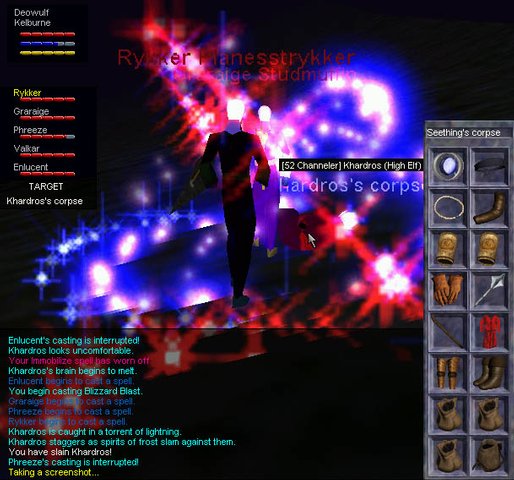 Deowulf
Kelburne
Rykker
Graraige
Phreeze
Valkar
Enlucent
TARGET
Khardros's corpse
Rykker Manesstrykker
Graraige Studmuffin
[52 Channeler] Khardros (High Elf)
Khardros's corpse
Seething's corpse
Enlucent's casting is interrupted!
Khardros looks uncomfortable.
Your Immobilize spell has worn off.
Khardros's brain begins to melt.
Enlucent begins to cast a spell.
You begin casting Blizzard Blast.
Graraige begins to cast a spell.
Phreeze begins to cast a spell.
Rykker begins to cast a spell.
Khardros is caught in a torrent of lightning.
Khardros staggers as spirits of frost slam against them.
You have slain Khardros!
Phreeze's casting is interrupted!
Taking a screenshot...